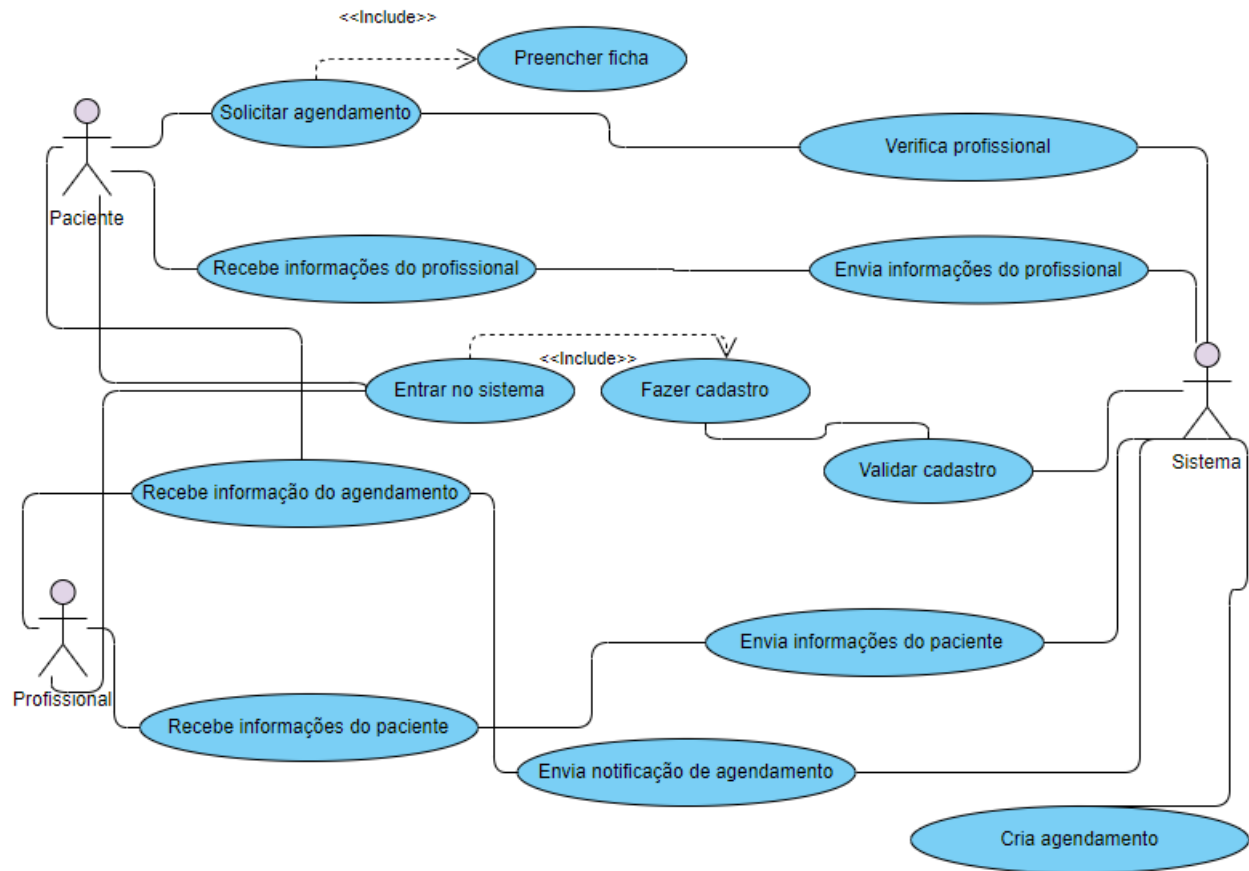 <<Include>>
Preencher ficha
Solicitar agendamento
Verifica profissional
Paciente
Recebe informações do profissional
Envia informações do profissional
<<Include>>
Entrar no sistema
Fazer cadastro
Validar cadastro
Sistema
Recebe informação do agendamento
Envia informações do paciente
Profissional
Recebe informações do paciente
Envia notificação de agendamento
Cria agendamento